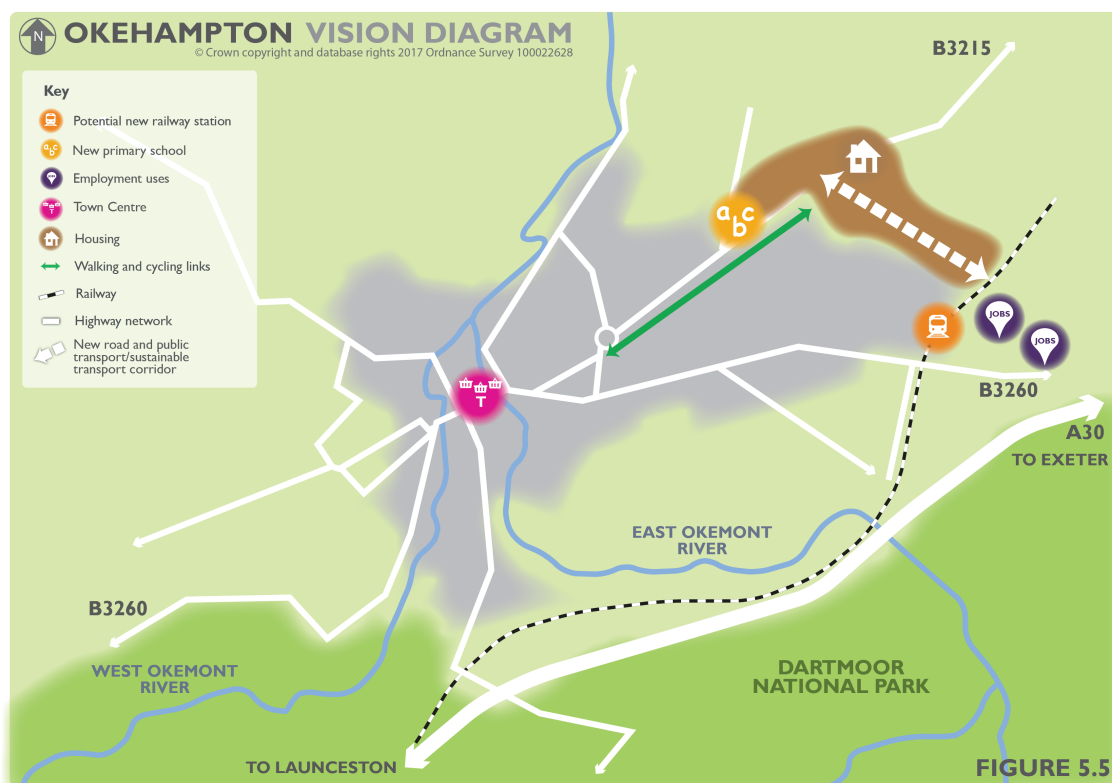 N
OKEHAMPTON VISION DIAGRAM
© Crown copyright and database rights 2017 Ordnance Survey 100022628
Key
Potential new railway station
abc
New primary school
JOBS
Employment uses
T
Town Centre
Housing
Walking and cycling links
Railway
Highway network
New road and public
transport/sustainable
transport corridor
B3215
abc
JOBS
JOBS
T
B3260
A30
TO EXETER
EAST OKEMONT
RIVER
B3260
WEST OKEMONT
RIVER
DARTMOOR
NATIONAL PARK
TO LAUNCESTON
FIGURE 5.5